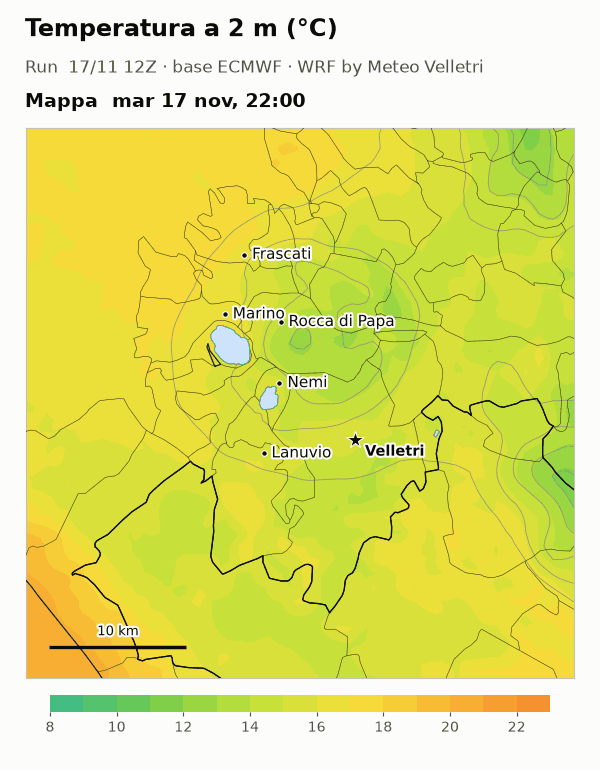 Temperatura a 2 m (°C)
Run  17/11 12Z · base ECMWF · WRF by Meteo Velletri
Mappa  mar 17 nov, 22:00
Frascati
Marino
Rocca di Papa
Nemi
Velletri
Lanuvio
10 km
8 10 12 14 16 18 20 22